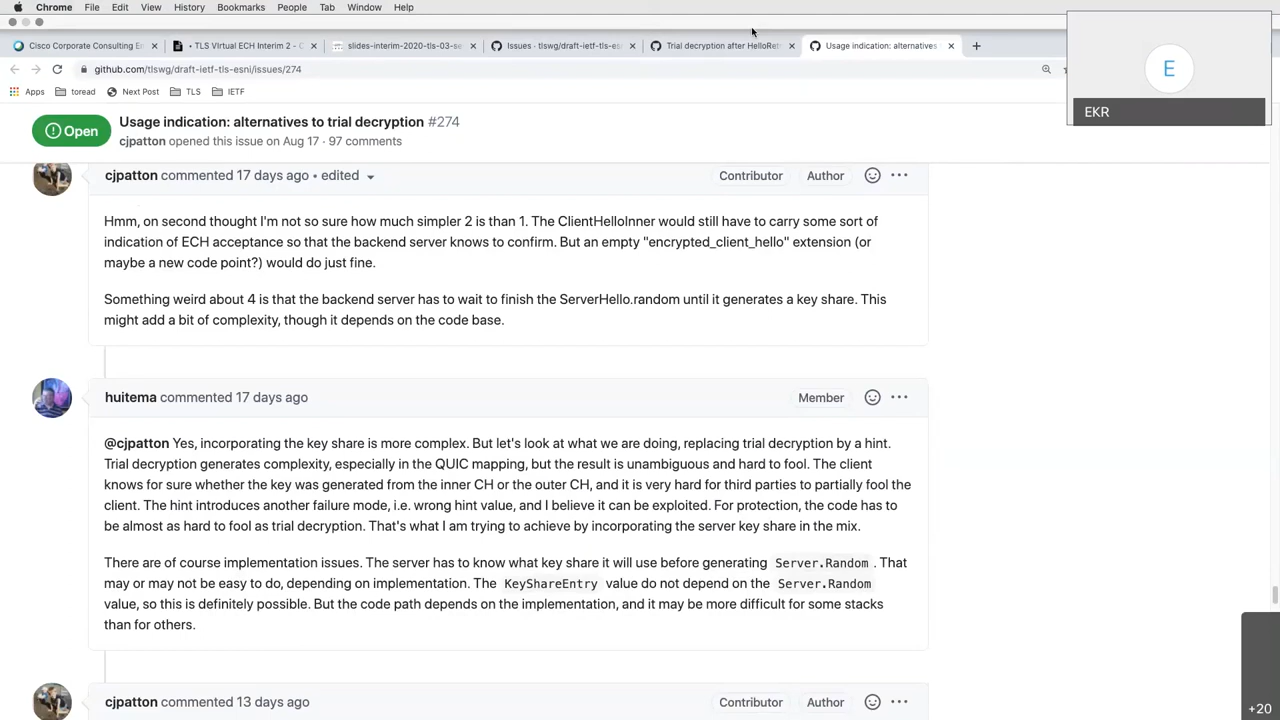 Chrome File Edit View History Bookmarks People Tab Window Help
Cisco Corporate Consulting E
• TLS Virtual ECH Interim 2 - C
slides-interim-2020-tls-03-se
Issues · tlswg/draft-ietf-tls-es
Trial decryption after HelloRet
Usage indication: alternatives
github.com/tlswg/draft-ietf-tls-esni/issues/274
Apps toread Next Post TLS IETF
E
EKR
Open
Usage indication: alternatives to trial decryption #274
cjpatton opened this issue on Aug 17 · 97 comments
cjpatton commented 17 days ago • edited
Contributor Author
Hmm, on second thought I'm not so sure how much simpler 2 is than 1. The ClientHelloInner would still have to carry some sort of
indication of ECH acceptance so that the backend server knows to confirm. But an empty "encrypted_client_hello" extension (or
maybe a new code point?) would do just fine.
Something weird about 4 is that the backend server has to wait to finish the ServerHello.random until it generates a key share. This
might add a bit of complexity, though it depends on the code base.
huitema commented 17 days ago
Member
@cjpatton Yes, incorporating the key share is more complex. But let's look at what we are doing, replacing trial decryption by a hint.
Trial decryption generates complexity, especially in the QUIC mapping, but the result is unambiguous and hard to fool. The client
knows for sure whether the key was generated from the inner CH or the outer CH, and it is very hard for third parties to partially fool the
client. The hint introduces another failure mode, i.e. wrong hint value, and I believe it can be exploited. For protection, the code has to
be almost as hard to fool as trial decryption. That's what I am trying to achieve by incorporating the server key share in the mix.
There are of course implementation issues. The server has to know what key share it will use before generating Server.Random . That
may or may not be easy to do, depending on implementation. The KeyShareEntry value do not depend on the Server.Random
value, so this is definitely possible. But the code path depends on the implementation, and it may be more difficult for some stacks
than for others.
cjpatton commented 13 days ago
Contributor Author
+20